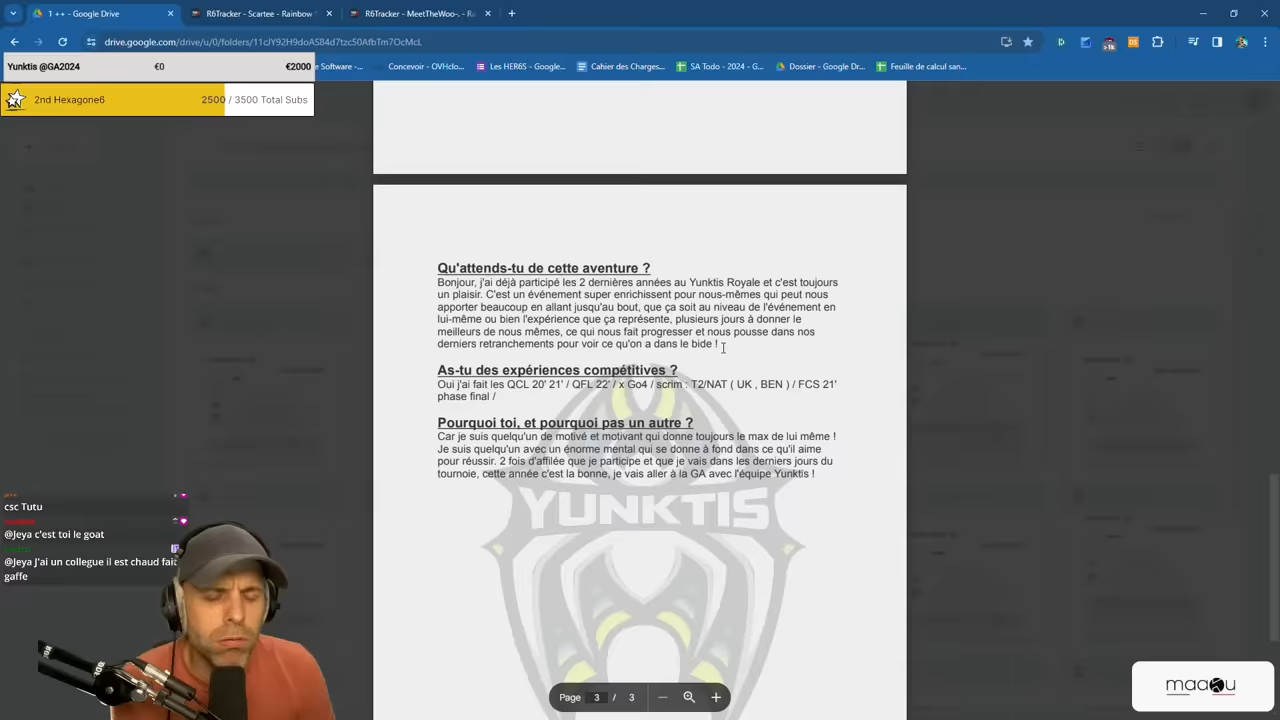 1 ++ - Google Drive
R6Tracker - Scartee - Rainbow
R6Tracker - MeetTheWoo-.. - Ra
drive.google.com/drive/u/0/folders/11cJY92H9doAS84d7tzc50AfbTm7OcMcL
Yunktis @GA2024 €0 €2000
e Software -...
Concevoir - OVHclo...
Les HER6S - Google...
Cahier des Charges...
SA Todo - 2024 - G...
Dossier - Google Dr...
Feuille de calcul san...
2nd Hexagone6 2500 / 3500 Total Subs
Qu'attends-tu de cette aventure ?
Bonjour, j'ai déjà participé les 2 dernières années au Yunktis Royale et c'est toujours
un plaisir. C'est un événement super enrichissent pour nous-mêmes qui peut nous
apporter beaucoup en allant jusqu'au bout, que ça soit au niveau de l'événement en
lui-même ou bien l'expérience que ça représente, plusieurs jours à donner le
meilleurs de nous mêmes, ce qui nous fait progresser et nous pousse dans nos
derniers retranchements pour voir ce qu'on a dans le bide !
As-tu des expériences compétitives ?
Oui j'ai fait les QCL 20' 21' / QFL 22' / x Go4 / scrim : T2/NAT ( UK , BEN ) / FCS 21'
phase final /
Pourquoi toi, et pourquoi pas un autre ?
Car je suis quelqu'un de motivé et motivant qui donne toujours le max de lui même !
Je suis quelqu'un avec un énorme mental qui se donne à fond dans ce qu'il aime
pour réussir. 2 fois d'affilée que je participe et que je vais dans les derniers jours du
tournoie, cette année c'est la bonne, je vais aller à la GA avec l'équipe Yunktis !
YUNKTIS
csc Tutu
@Jeya c'est toi le goat
@Jeya J'ai un collegue il est chaud fait
gaffe
Page 3 / 3
maaou